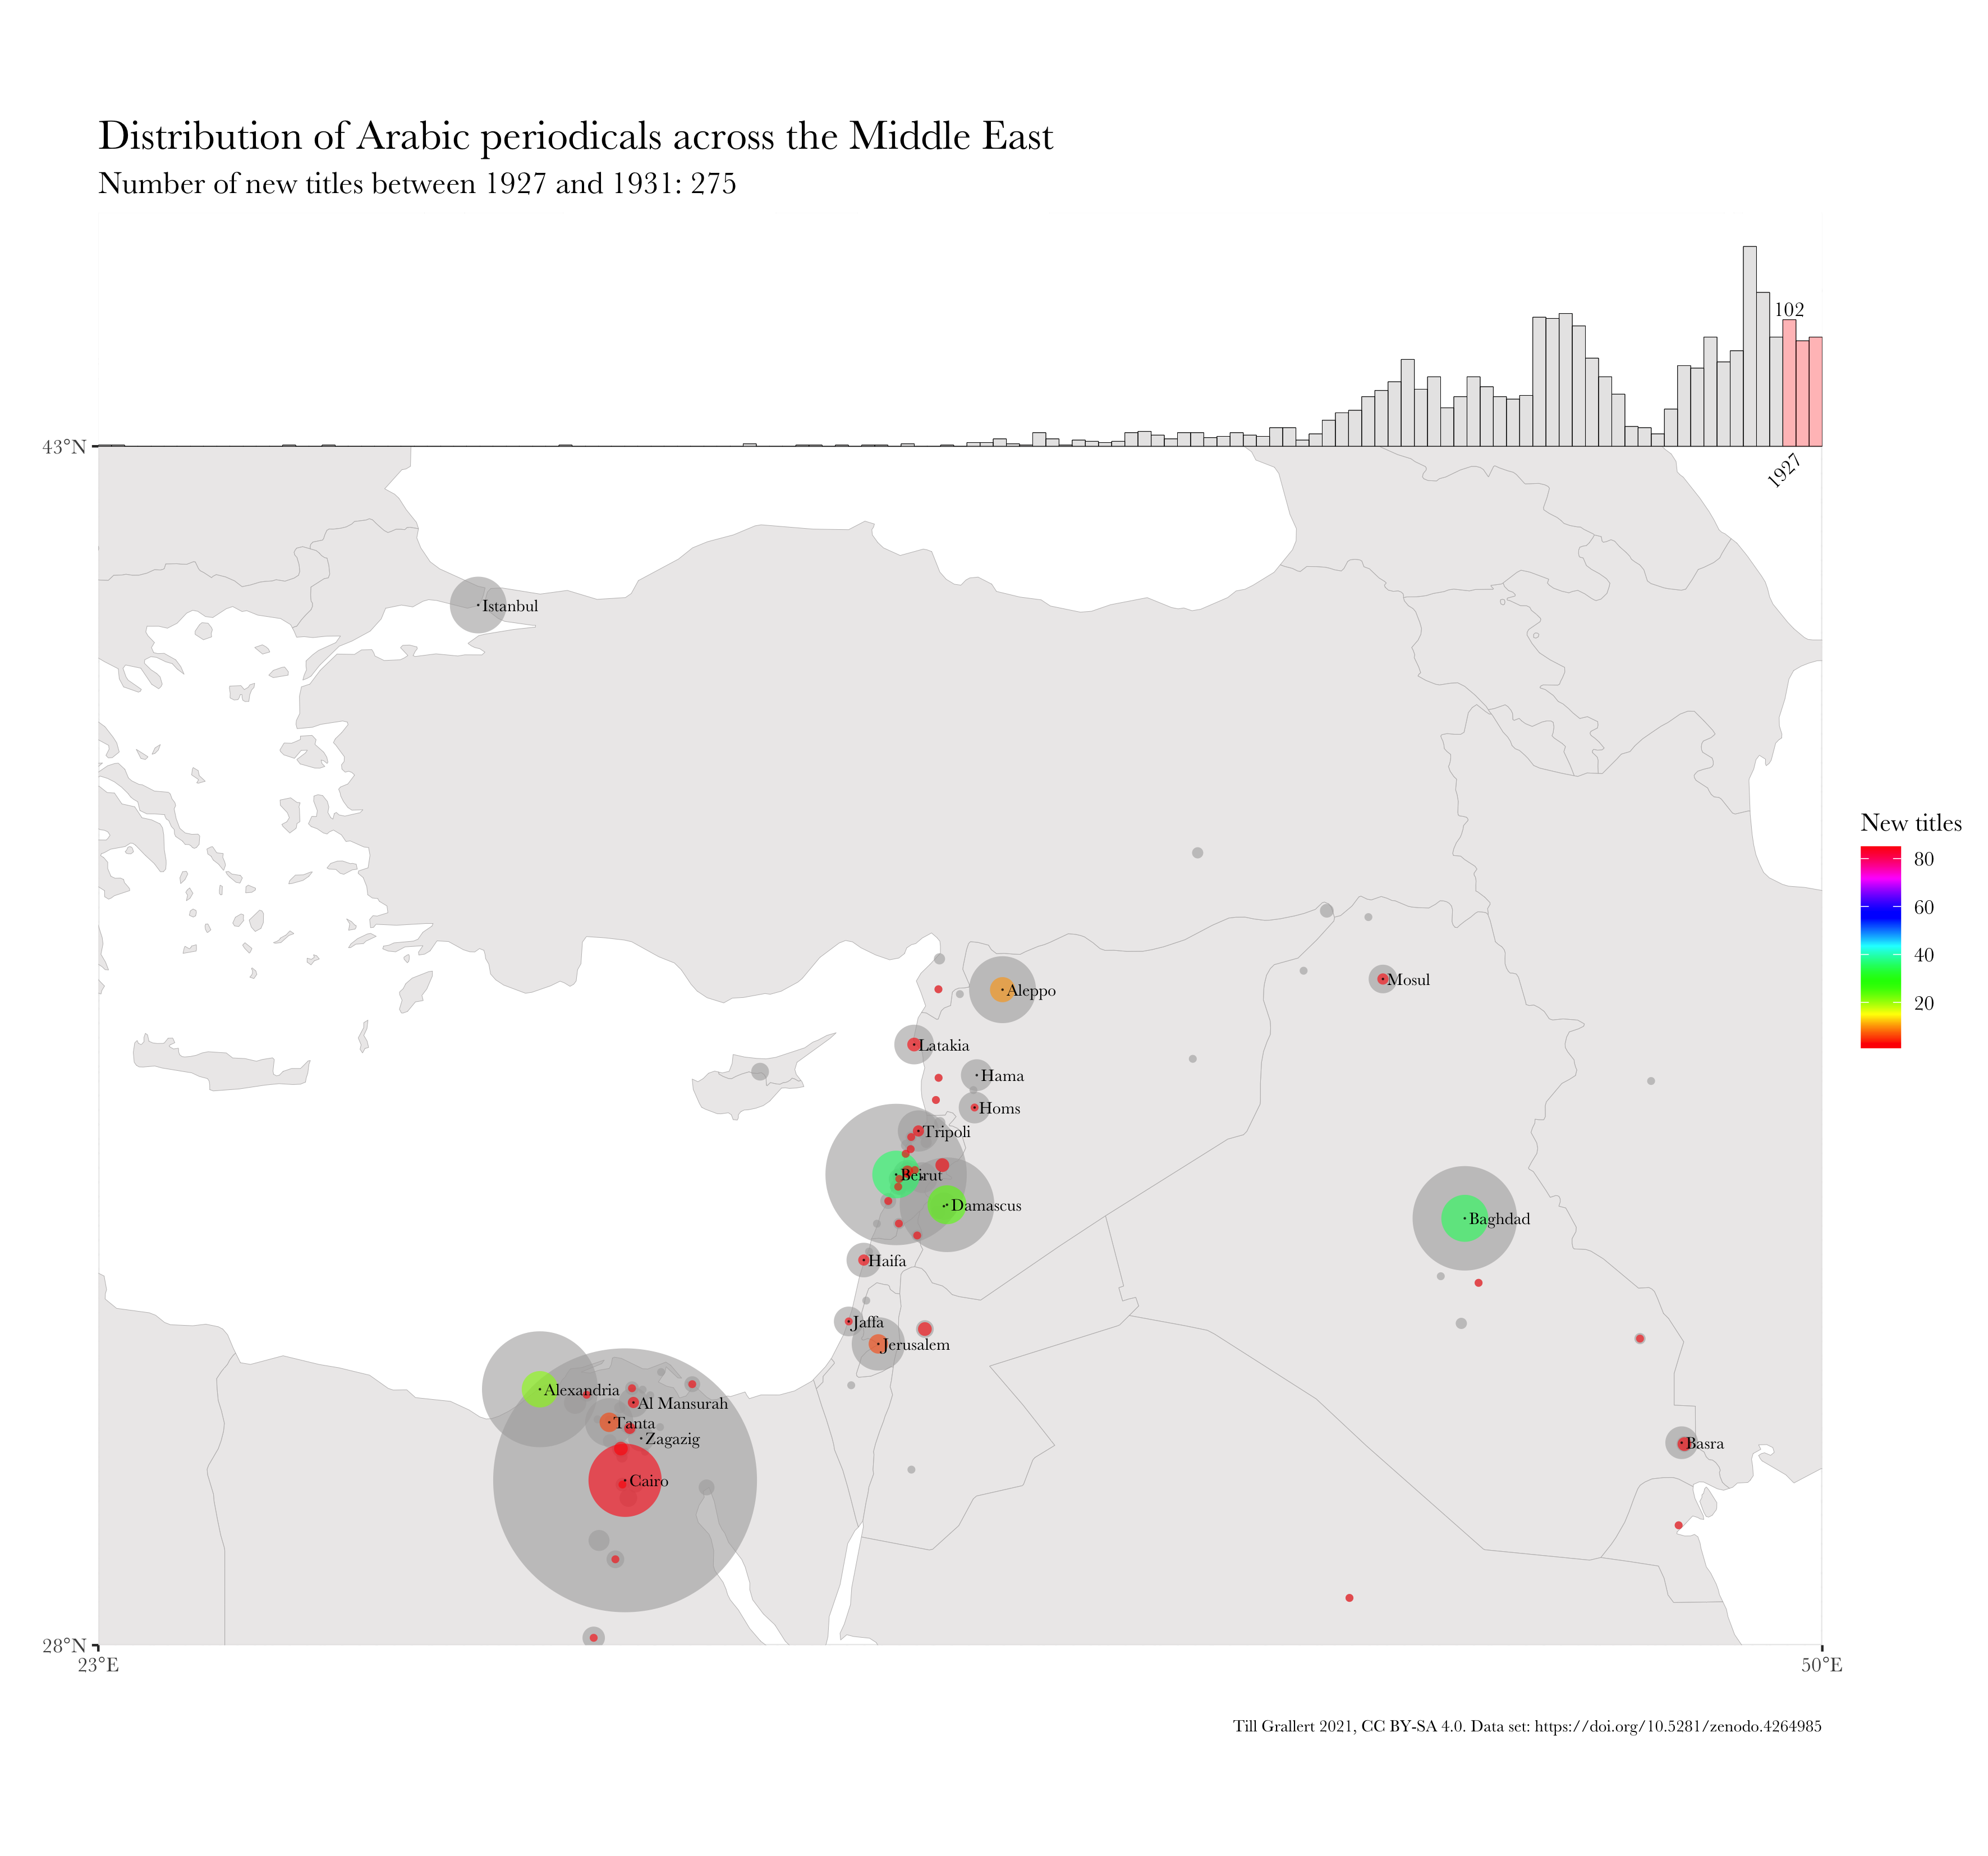 Distribution of Arabic periodicals across the Middle East
Number of new titles between 1927 and 1931: 275
102
43°N
1927
Istanbul
New titles
80
60
40
20
Mosul
Aleppo
Latakia
Hama
Homs
Tripoli
Beirut
Damascus
Baghdad
Haifa
Jaffa
Jerusalem
Alexandria
Al Mansurah
Tanta
Zagazig
Basra
Cairo
28°N
23°E
50°E
Till Grallert 2021, CC BY-SA 4.0. Data set: https://doi.org/10.5281/zenodo.4264985